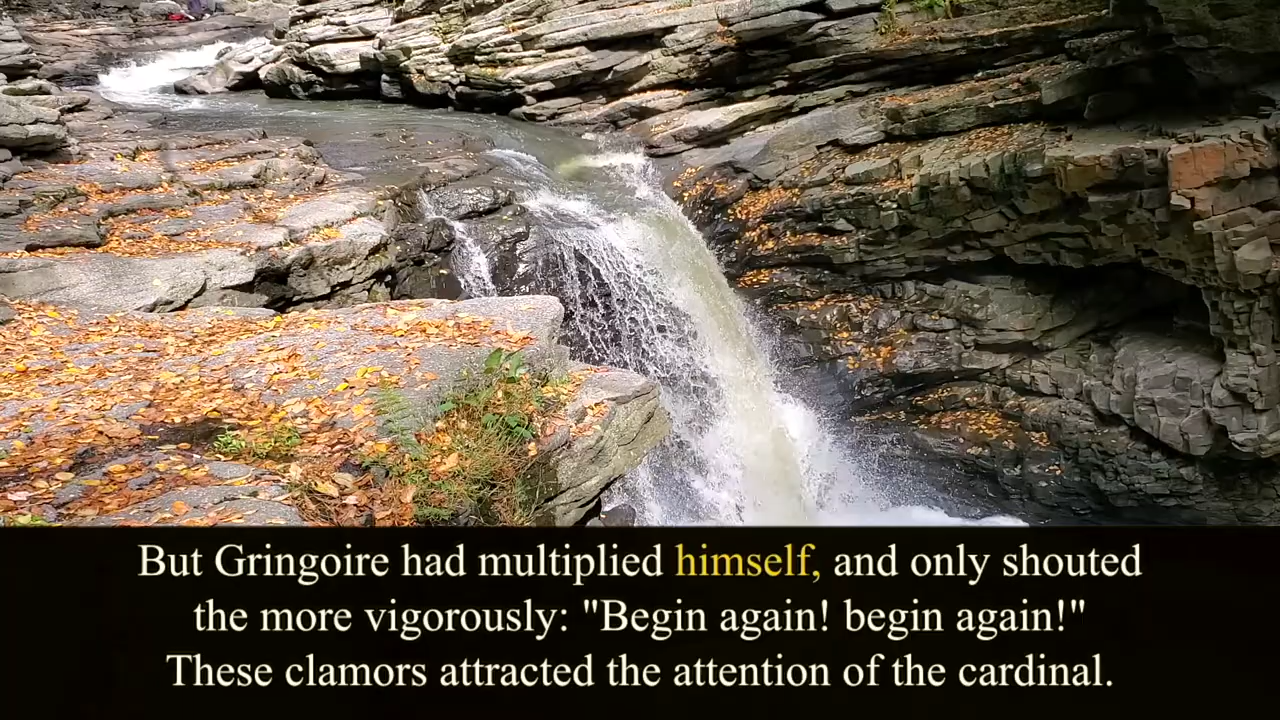 But Gringoire had multiplied himself, and only shouted
the more vigorously: "Begin again! begin again!"
These clamors attracted the attention of the cardinal.